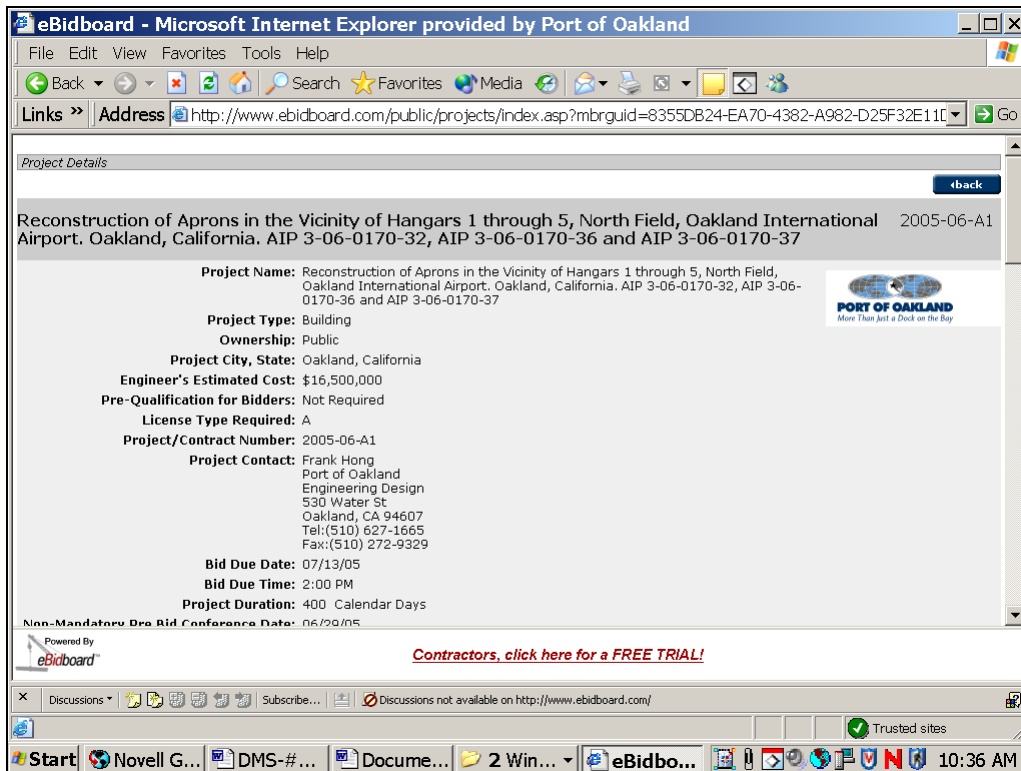 eBidboard - Microsoft Internet Explorer provided by Port of Oakland
File Edit View Favorites Tools Help
Back Search Favorites Media
Links » Address http://www.ebidboard.com/public/projects/index.asp?mbrguid=8355DB24-EA70-4382-A982-D25F32E11D Go
Project Details
back
Reconstruction of Aprons in the Vicinity of Hangars 1 through 5, North Field, Oakland International 2005-06-A1
Airport. Oakland, California. AIP 3-06-0170-32, AIP 3-06-0170-36 and AIP 3-06-0170-37
Project Name: Reconstruction of Aprons in the Vicinity of Hangars 1 through 5, North Field,
Oakland International Airport. Oakland, California. AIP 3-06-0170-32, AIP 3-06-
0170-36 and AIP 3-06-0170-37
PORT OF OAKLAND
More Than Just a Dock on the Bay
Project Type: Building
Ownership: Public
Project City, State: Oakland, California
Engineer's Estimated Cost: $16,500,000
Pre-Qualification for Bidders: Not Required
License Type Required: A
Project/Contract Number: 2005-06-A1
Project Contact: Frank Hong
Port of Oakland
Engineering Design
530 Water St
Oakland, CA 94607
Tel:(510) 627-1665
Fax:(510) 272-9329
Bid Due Date: 07/13/05
Bid Due Time: 2:00 PM
Project Duration: 400 Calendar Days
Non-Mandatory Pre Bid Conference Date: 06/29/05
Powered By
eBidboard™
Contractors, click here for a FREE TRIAL!
Discussions Subscribe... Discussions not available on http://www.ebidboard.com/
Trusted sites
Start Novell G... DMS-#... Docume... 2 Win... eBidbo... 10:36 AM